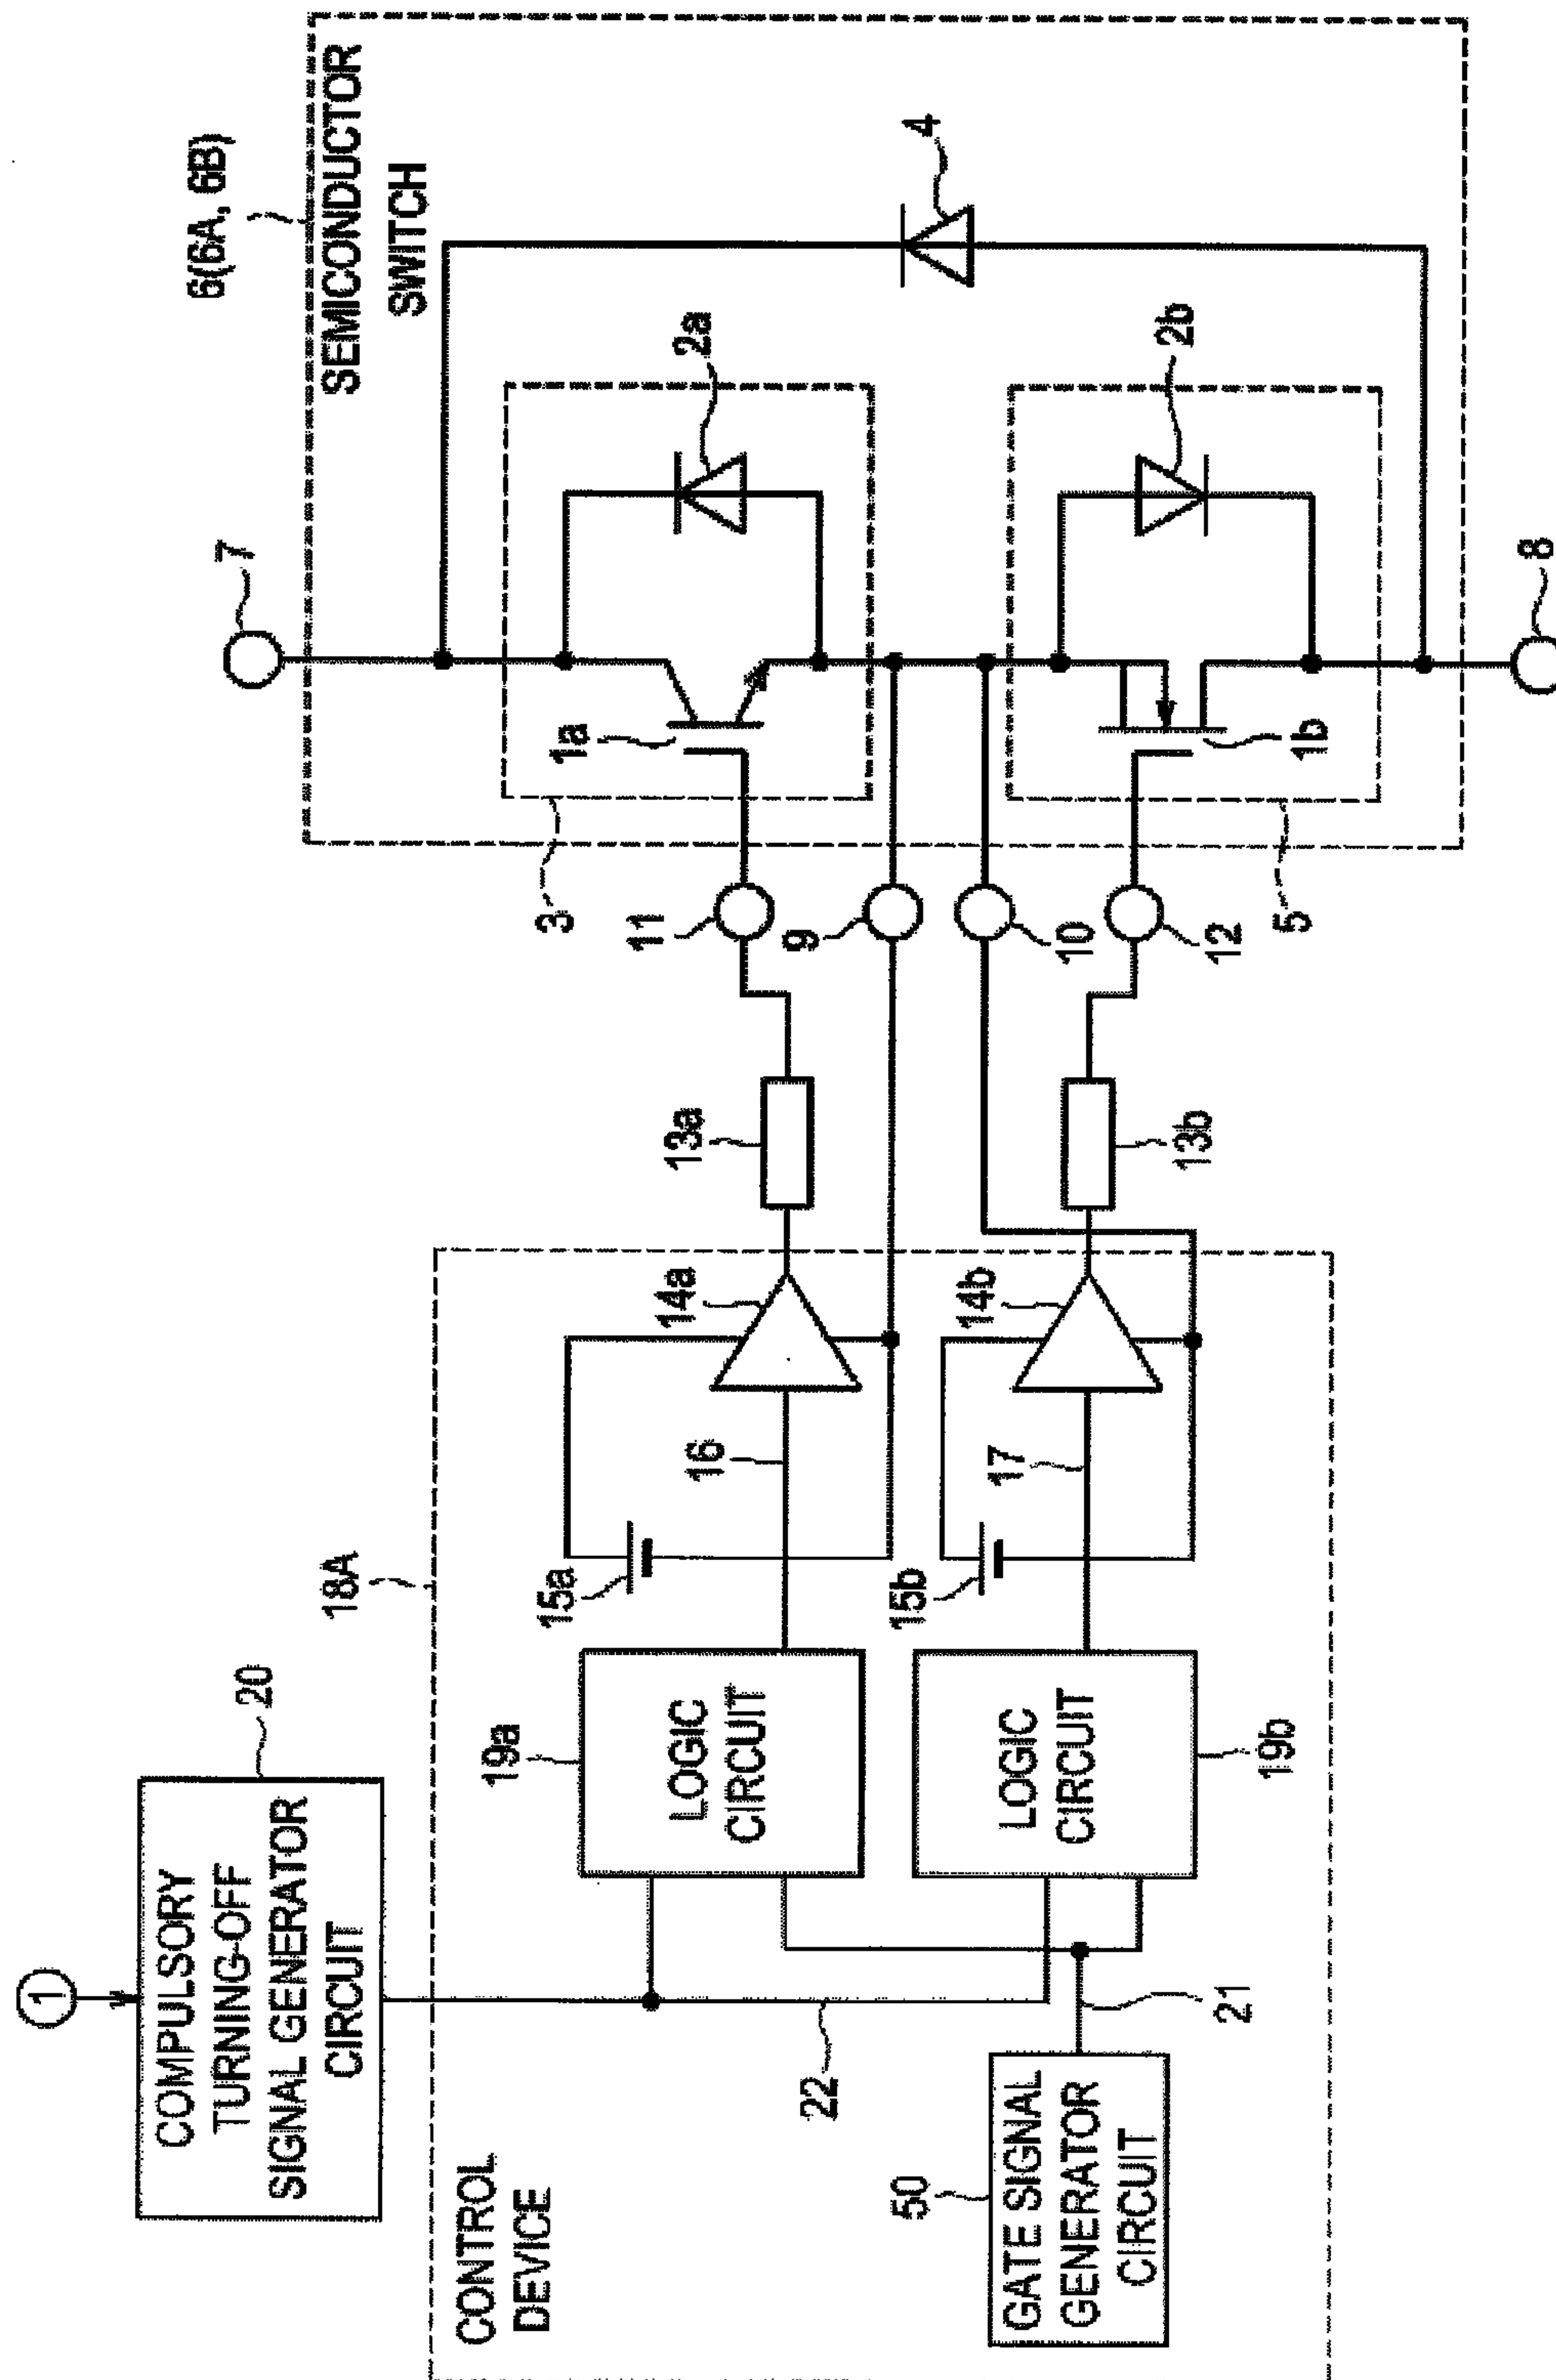 6(6A, 6B)
SEMICONDUCTOR
SWITCH
4
7
2a
1a
3
2b
1b
5
8
11
9
10
12
13a
13b
18A
14a
14b
16
17
15a
15b
1
COMPULSORY
TURNING-OFF
SIGNAL GENERATOR
CIRCUIT
20
19a
LOGIC
CIRCUIT
LOGIC
CIRCUIT
19b
22
21
CONTROL
DEVICE
50
GATE SIGNAL
GENERATOR
CIRCUIT